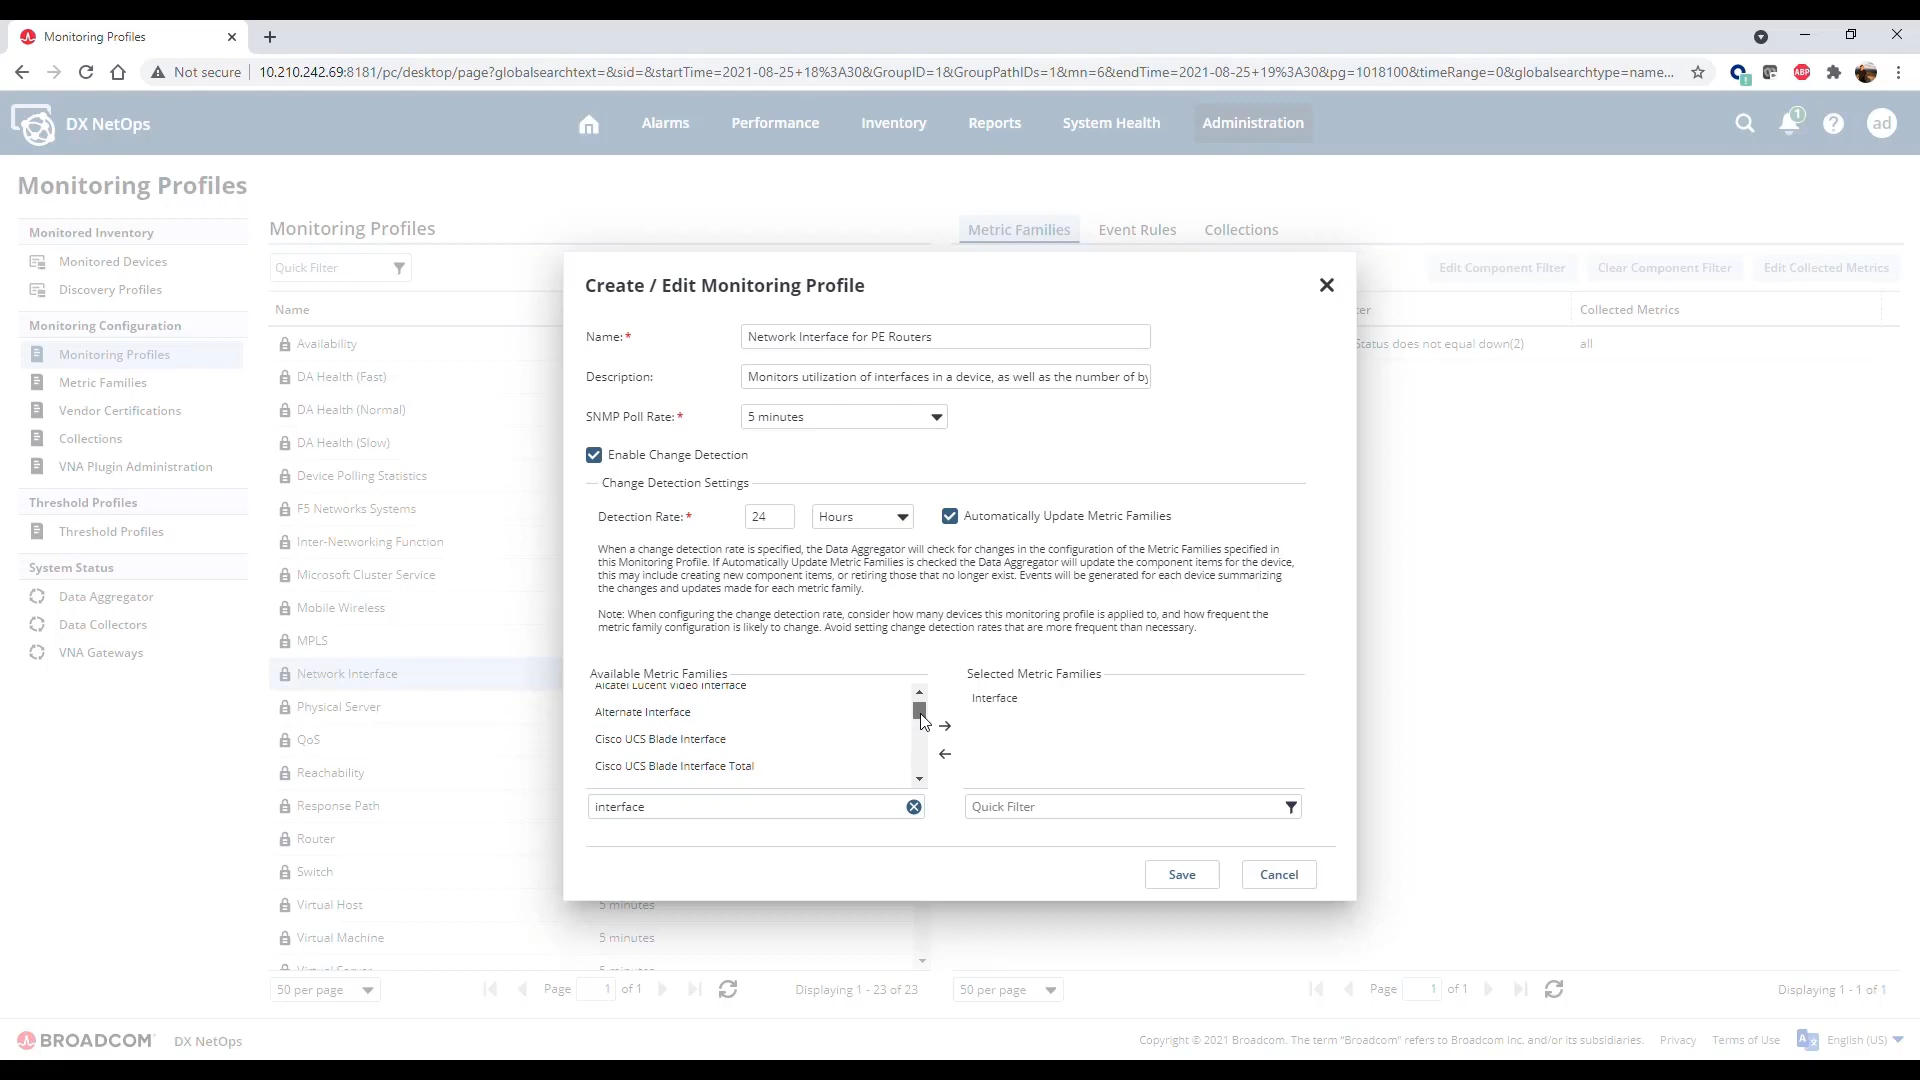 Monitoring Profiles
Not secure
10.210.242.69:8181/pc/desktop/page?globalsearchtext=&sid=&startTime=2021-08-25+18%3A30&GroupID=1&GroupPathIDs=1&mn=6&endTime=2021-08-25+19%3A30&pg=1018100&timeRange=0&globalsearchtype=name...
ABP
DX NetOps
Alarms
Performance
Inventory
Reports
System Health
Administration
1
?
ad
Monitoring Profiles
Monitored Inventory
Monitored Devices
Discovery Profiles
Monitoring Configuration
Monitoring Profiles
Metric Families
Vendor Certifications
Collections
VNA Plugin Administration
Threshold Profiles
Threshold Profiles
System Status
Data Aggregator
Data Collectors
VNA Gateways
Monitoring Profiles
Quick Filter
Name
Availability
DA Health (Fast)
DA Health (Normal)
DA Health (Slow)
Device Polling Statistics
F5 Networks Systems
Inter-Networking Function
Microsoft Cluster Service
Mobile Wireless
MPLS
Network Interface
Physical Server
QoS
Reachability
Response Path
Router
Switch
Virtual Host 5 minutes
Virtual Machine 5 minutes
Virtual Server 5 minutes
50 per page
Page 1 of 1
Displaying 1 - 23 of 23
Metric Families
Event Rules
Collections
Edit Component Filter
Clear Component Filter
Edit Collected Metrics
ter
Collected Metrics
Status does not equal down(2)
all
50 per page
Page 1 of 1
Displaying 1 - 1 of 1
Create / Edit Monitoring Profile
Name:*
Network Interface for PE Routers
Description:
Monitors utilization of interfaces in a device, as well as the number of by
SNMP Poll Rate:*
5 minutes
Enable Change Detection
Change Detection Settings
Detection Rate:*
24
Hours
Automatically Update Metric Families
When a change detection rate is specified, the Data Aggregator will check for changes in the configuration of the Metric Families specified in
this Monitoring Profile. If Automatically Update Metric Families is checked the Data Aggregator will update the component items for the device,
this may include creating new component items, or retiring those that no longer exist. Events will be generated for each device summarizing
the changes and updates made for each metric family.
Note: When configuring the change detection rate, consider how many devices this monitoring profile is applied to, and how frequent the
metric family configuration is likely to change. Avoid setting change detection rates that are more frequent than necessary.
Available Metric Families
Alcatel Lucent Video Interface
Alternate Interface
Cisco UCS Blade Interface
Cisco UCS Blade Interface Total
interface
Selected Metric Families
Interface
Quick Filter
Save
Cancel
BROADCOM
DX NetOps
Copyright © 2021 Broadcom. The term "Broadcom" refers to Broadcom Inc. and/or its subsidiaries.
Privacy
Terms of Use
English (US)